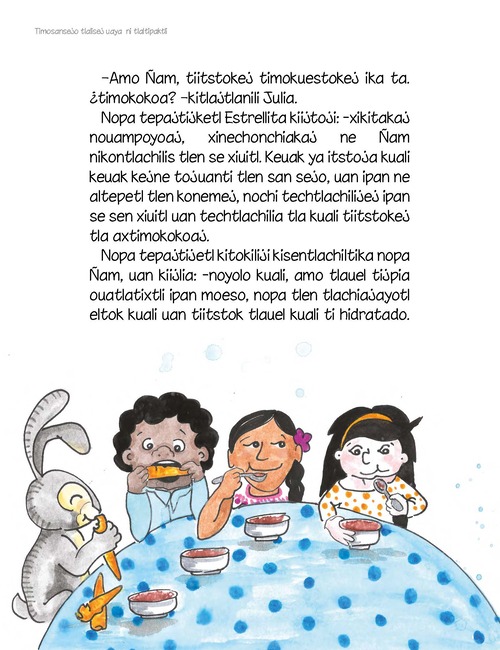 Timosansejo tlalisej uaya ni tlaltipaktli
–Amo Ñam, tiitstokej timokuestokej ika ta.
¿timokokoa? –kitlajtlanili Julia.
Nopa tepajtijketl Estrellita kiijtoj: -xikitakaj
nouampoyoaj, xinechonchiakaj ne Ñam
nikontlachilis tlen se xiuitl. Keuak ya itstoja kuali
keuak kejne tojuanti tlen san sejo, uan ipan ne
altepetl tlen konemej, nochi techtlachilijej ipan
se sen xiuitl uan techtlachilia tla kuali tiitstokej
tla axtimokokoaj.
Nopa tepajtijetl kitokiliji kisentlachiltika nopa
Ñam, uan kiijlia: -noyolo kuali, amo tlauel tijpia
ouatlatixtli ipan moeso, nopa tlen tlachiajayotl
eltok kuali uan tiitstok tlauel kuali ti hidratado.